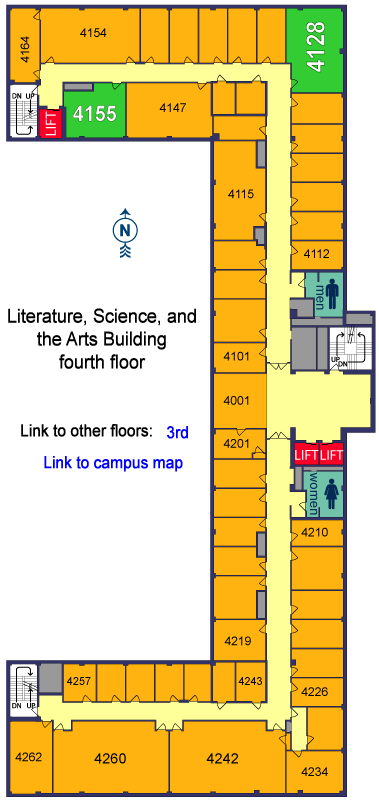 4164
4154
4128
DN UP
LIFT
4155
4147
4115
N
4112
men
Literature, Science, and
the Arts Building
fourth floor
UP
DN
4101
4001
Link to other floors: 3rd
4201
Link to campus map
LIFT LIFT
women
4210
4219
4257
4243
4226
DN UP
4262
4260
4242
4234